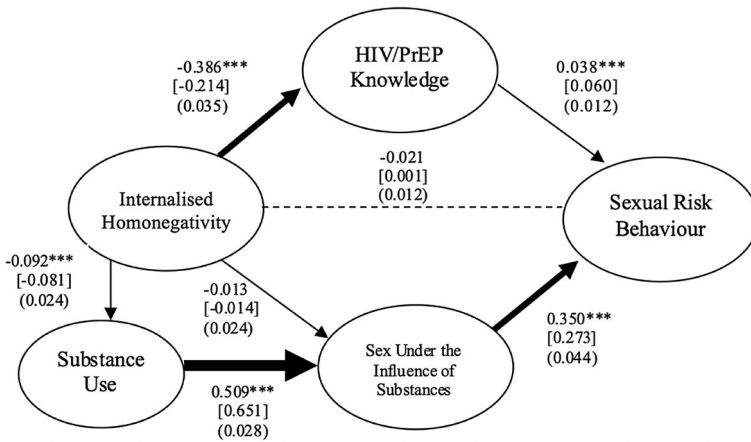 HIV/PrEP
Knowledge
-0.386***
[-0.214]
(0.035)
0.038***
[0.060]
(0.012)
-0.021
[0.001]
(0.012)
Internalised
Homonegativity
Sexual Risk
Behaviour
-0.092***
[-0.081]
(0.024)
-0.013
[-0.014]
(0.024)
0.350***
[0.273]
(0.044)
Substance
Use
Sex Under the
Influence of
Substances
0.509***
[0.651]
(0.028)